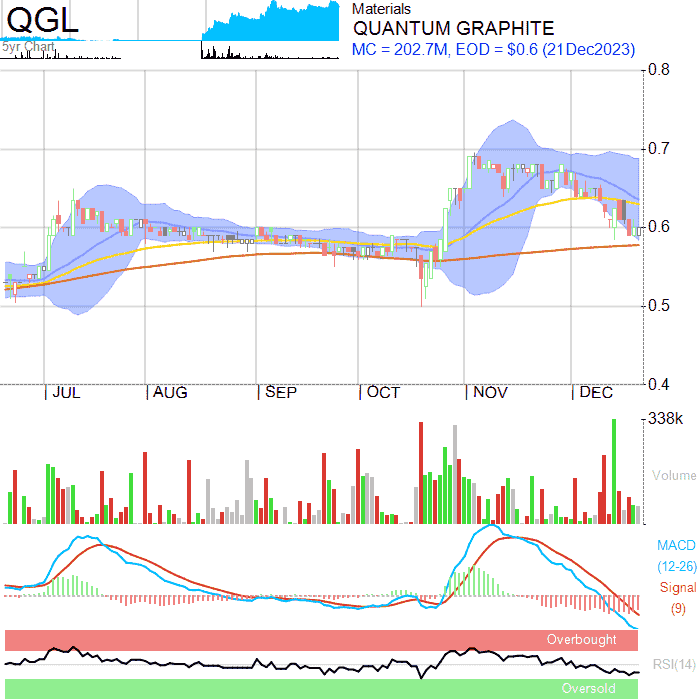 QGL
Materials
QUANTUM GRAPHITE
MC = 202.7M, EOD = $0.6 (21Dec2023)
5yr Chart
0.8
0.7
0.6
0.5
0.4
JUL AUG SEP OCT NOV DEC
338k
Volume
MACD
(12-26)
Signal
(9)
Overbought
RSI(14)
Oversold